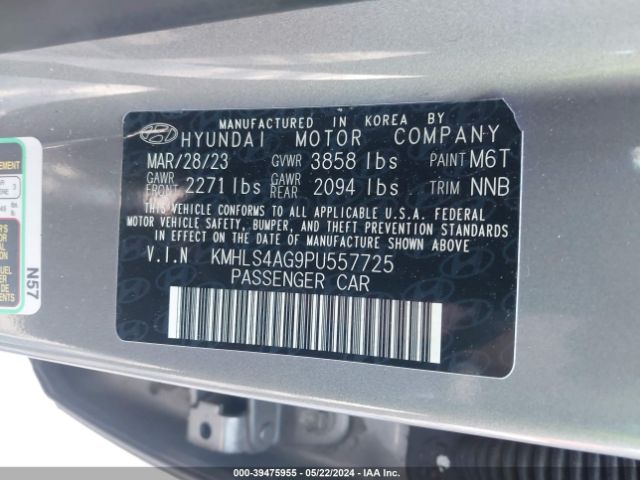 MANUFACTURED IN KOREA BY
HYUNDAI MOTOR COMPANY
MAR/28/23 GVWR 3858 lbs PAINT M6T
GAWR FRONT 2271 lbs GAWR REAR 2094 lbs TRIM NNB
THIS VEHICLE CONFORMS TO ALL APPLICABLE U.S.A. FEDERAL
MOTOR VEHICLE SAFETY, BUMPER, AND THEFT PREVENTION STANDARDS
IN EFFECT ON THE DATE OF MANUFACTURE SHOWN ABOVE
V.I.N KMHLS4AG9PU557725
PASSENGER CAR
N57
000-39475955 - 05/22/2024 - IAAI.COM